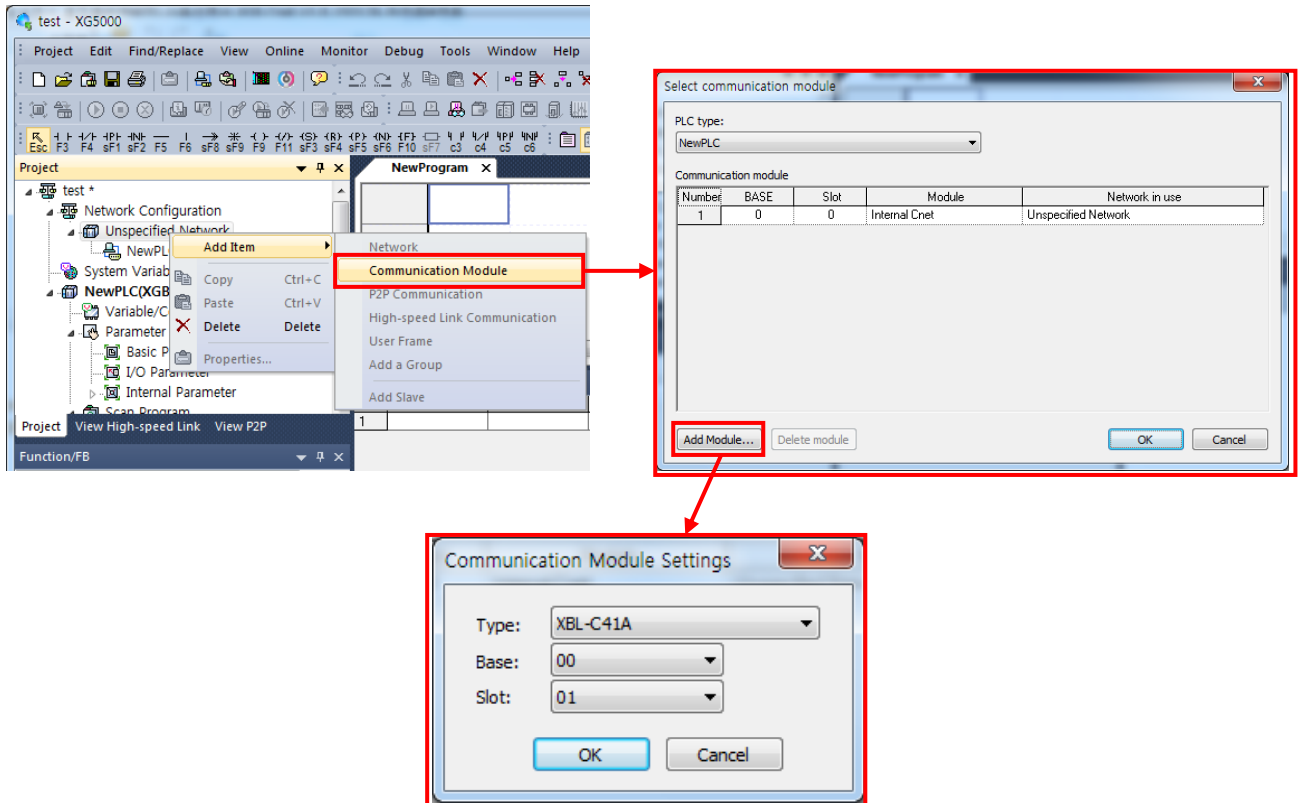 test - XG5000
Project Edit Find/Replace View Online Monitor Debug Tools Window Help
Esc F3 F4 sF1 sF2 F5 F6 sF8 sF9 F9 F11 sF3 sF4 sF5 sF6 F10 sF7 c3 c4 c5 c6
Project
NewProgram
test *
Network Configuration
Unspecified Network
NewPL
System Variab
NewPLC(XGB
Variable/C
Parameter
Basic P
I/O Parameter
Internal Parameter
Scan Program
Add Item
Copy Ctrl+C
Paste Ctrl+V
Delete Delete
Properties...
Network
Communication Module
P2P Communication
High-speed Link Communication
User Frame
Add a Group
Add Slave
Project View High-speed Link View P2P
1
Function/FB
Select communication module
PLC type:
NewPLC
Communication module
Number BASE Slot Module Network in use
1 0 0 Internal Cnet Unspecified Network
Add Module... Delete module OK Cancel
Communication Module Settings
Type: XBL-C41A
Base: 00
Slot: 01
OK Cancel